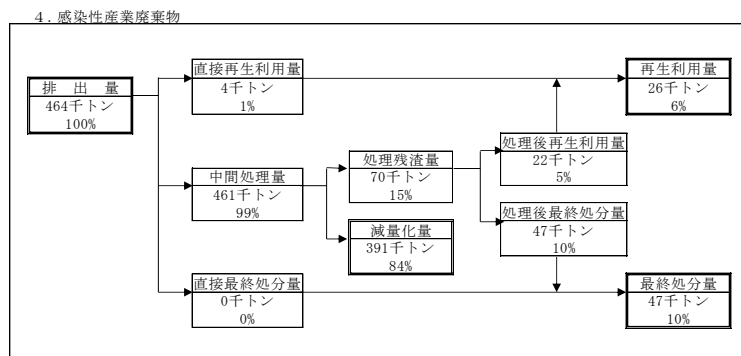 4．感染性産業廃棄物
排 出 量
464千トン
100%
直接再生利用量
4千トン
1%
再生利用量
26千トン
6%
中間処理量
461千トン
99%
処理残渣量
70千トン
15%
処理後再生利用量
22千トン
5%
減量化量
391千トン
84%
処理後最終処分量
47千トン
10%
直接最終処分量
0千トン
0%
最終処分量
47千トン
10%